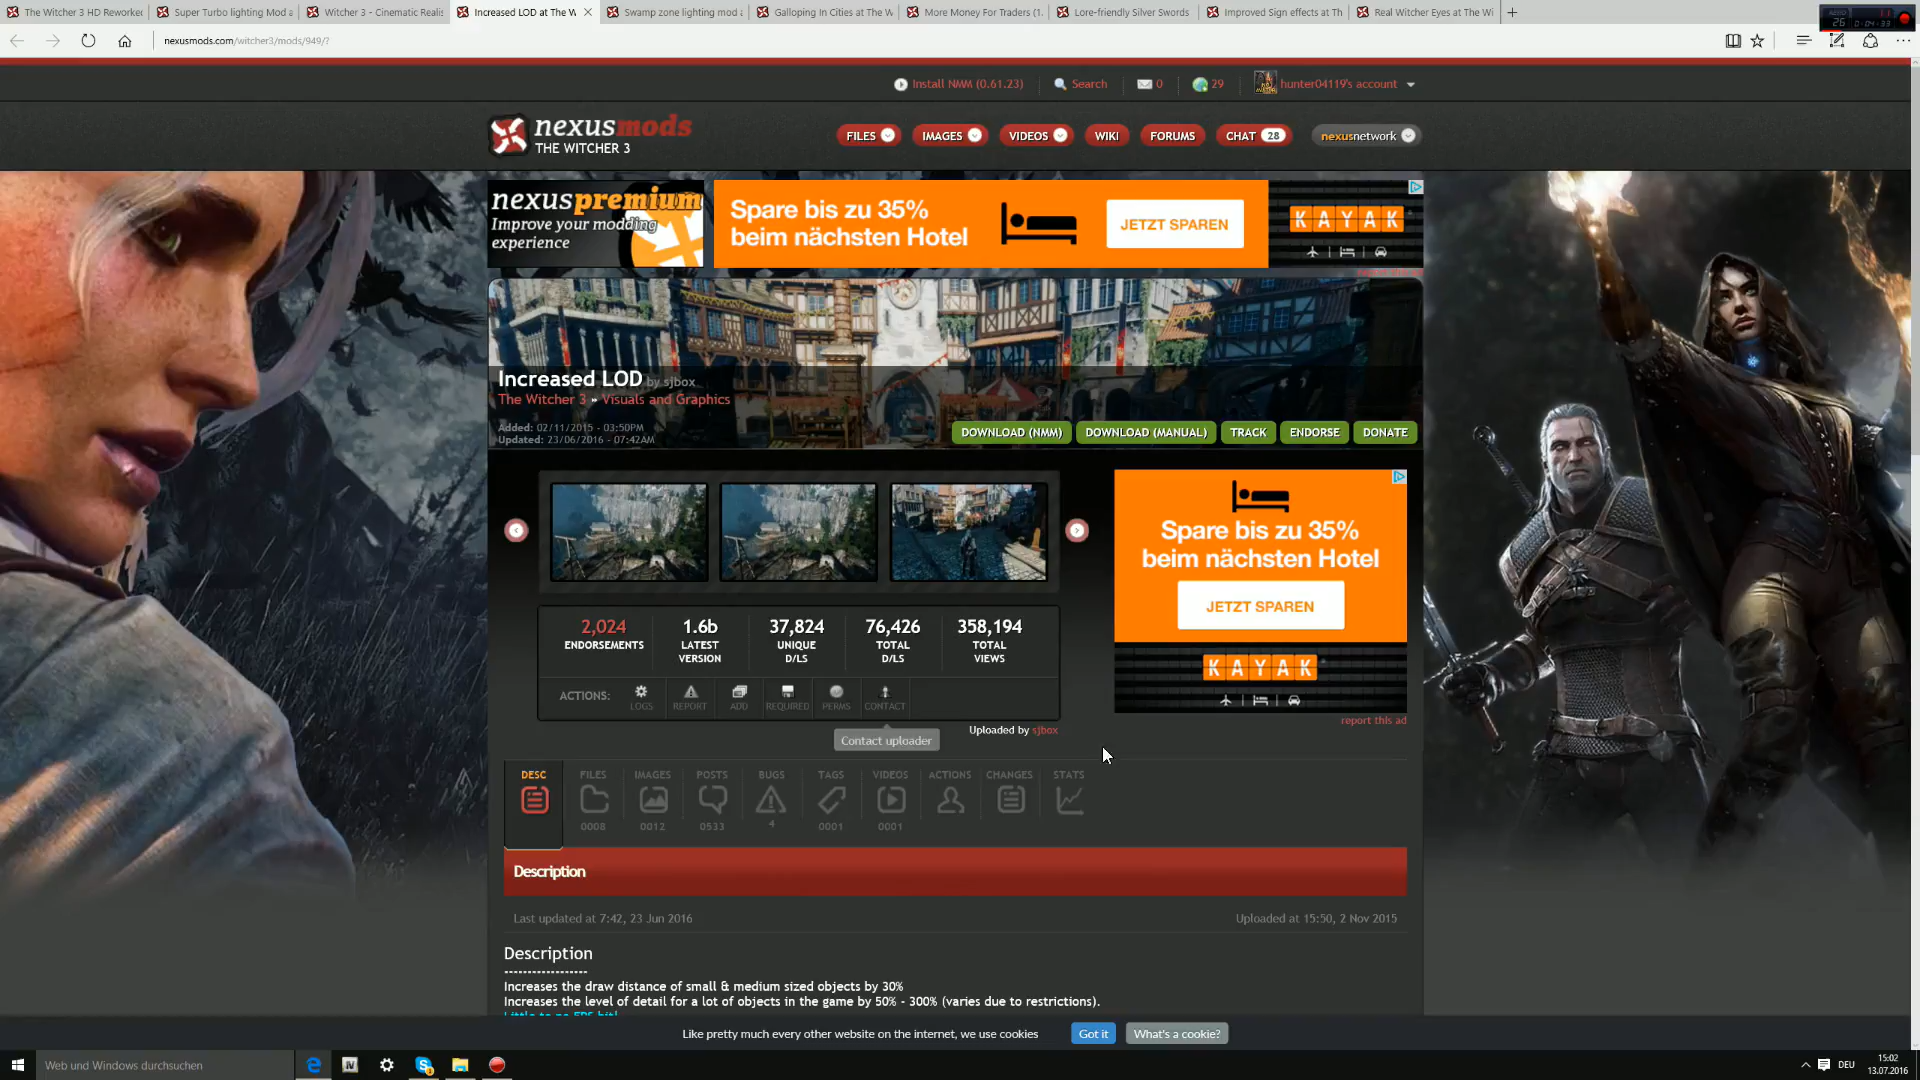 The Witcher 3 HD Reworked
Super Turbo lighting Mod a
Witcher 3 - Cinematic Realis
Increased LOD at The W
Swamp zone lighting mod a
Galloping In Cities at The W
More Money For Traders (1.
Lore-friendly Silver Swords
Improved Sign effects at Th
Real Witcher Eyes at The Wi
nexusmods.com/witcher3/mods/949/?
Install NMM (0.61.23)
Search
0
29
hunter04119's account
nexusmods
THE WITCHER 3
FILES
IMAGES
VIDEOS
WIKI
FORUMS
CHAT 28
nexusnetwork
nexuspremium
Improve your modding
experience
Spare bis zu 35%
beim nächsten Hotel
JETZT SPAREN
KAYAK
Increased LOD by sjbox
The Witcher 3 » Visuals and Graphics
Added: 02/11/2015 - 03:50PM
Updated: 23/06/2016 - 07:42AM
DOWNLOAD (NMM)
DOWNLOAD (MANUAL)
TRACK
ENDORSE
DONATE
2,024
ENDORSEMENTS
1.6b
LATEST
VERSION
37,824
UNIQUE
D/LS
76,426
TOTAL
D/LS
358,194
TOTAL
VIEWS
ACTIONS:
LOGS
REPORT
ADD
REQUIRED
PERMS
CONTACT
Contact uploader
Uploaded by sjbox
Spare bis zu 35%
beim nächsten Hotel
JETZT SPAREN
KAYAK
report this ad
DESC
FILES
0008
IMAGES
0012
POSTS
0533
BUGS
4
TAGS
0001
VIDEOS
0001
ACTIONS
CHANGES
STATS
Description
Last updated at 7:42, 23 Jun 2016
Uploaded at 15:50, 2 Nov 2015
Description
------------------
Increases the draw distance of small & medium sized objects by 30%
Increases the level of detail for a lot of objects in the game by 50% - 300% (varies due to restrictions).
Little to no FPS hit!
Like pretty much every other website on the internet, we use cookies
Got it
What's a cookie?
Web und Windows durchsuchen
IV
DEU
15:02
13.07.2016